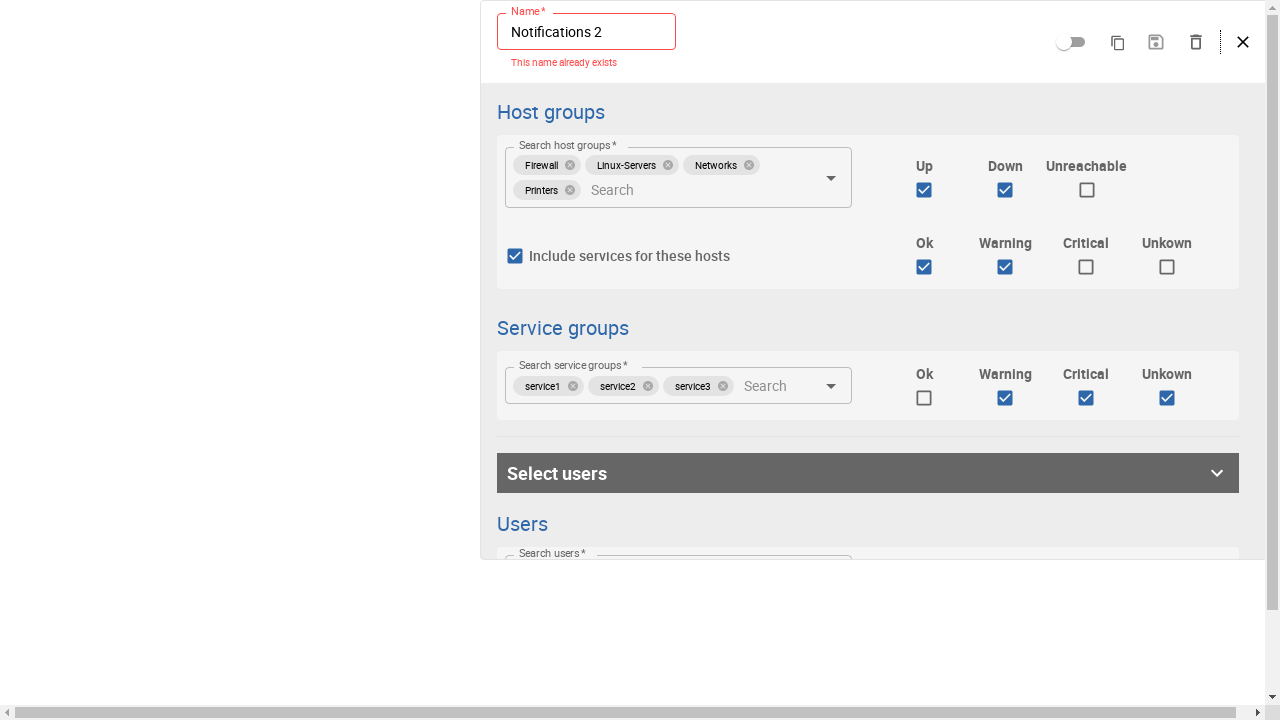 Name *
Notifications 2
This name already exists
Host groups
Search host groups *
Firewall Linux-Servers Networks
Printers Search
Up Down Unreachable
Include services for these hosts
Ok Warning Critical Unkown
Service groups
Search service groups *
service1 service2 service3 Search
Ok Warning Critical Unkown
Select users
Users
Search users *